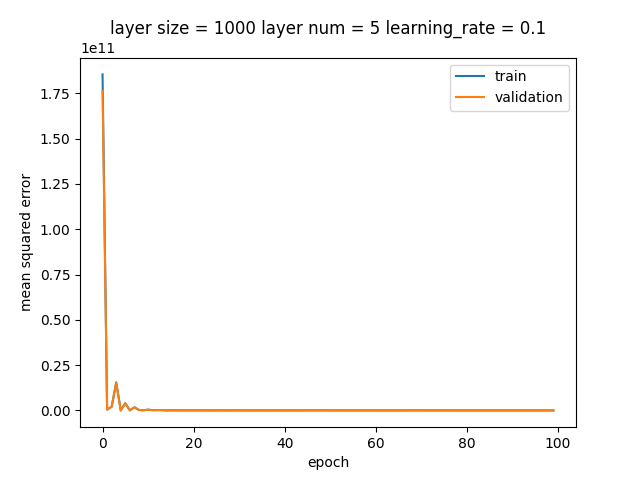 layer size = 1000 layer num = 5 learning_rate = 0.1
1e11
train
validation
1.75
1.50
1.25
1.00
0.75
0.50
0.25
0.00
mean squared error
0 20 40 60 80 100
epoch